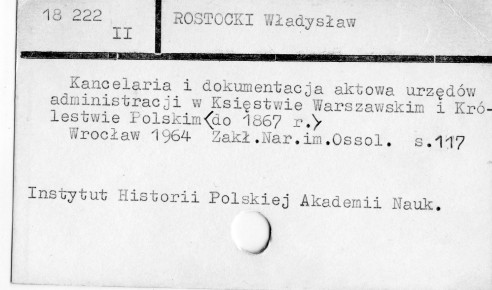 18 222
II
ROSTOCKI Władysław
Kancelaria i dokumentacja aktowa urzędów
administracji w Księstwie Warszawskim i Kró-
lestwie Polskim<do 1867 r.>
Wrocław 1964 Zakł.Nar.im.Ossol. s.117
Instytut Historii Polskiej Akademii Nauk.